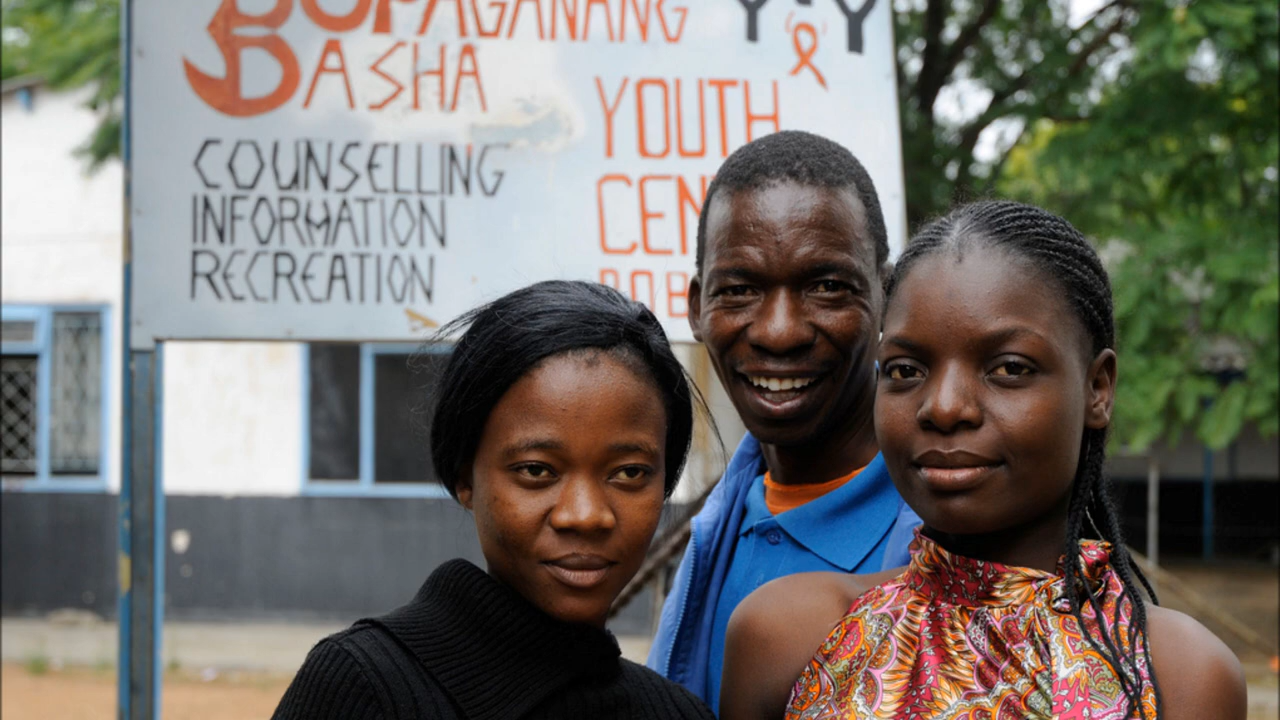 BOPAGANANG
BASHA
COUNSELLING
INFORMATION
RECREATION
YOUTH